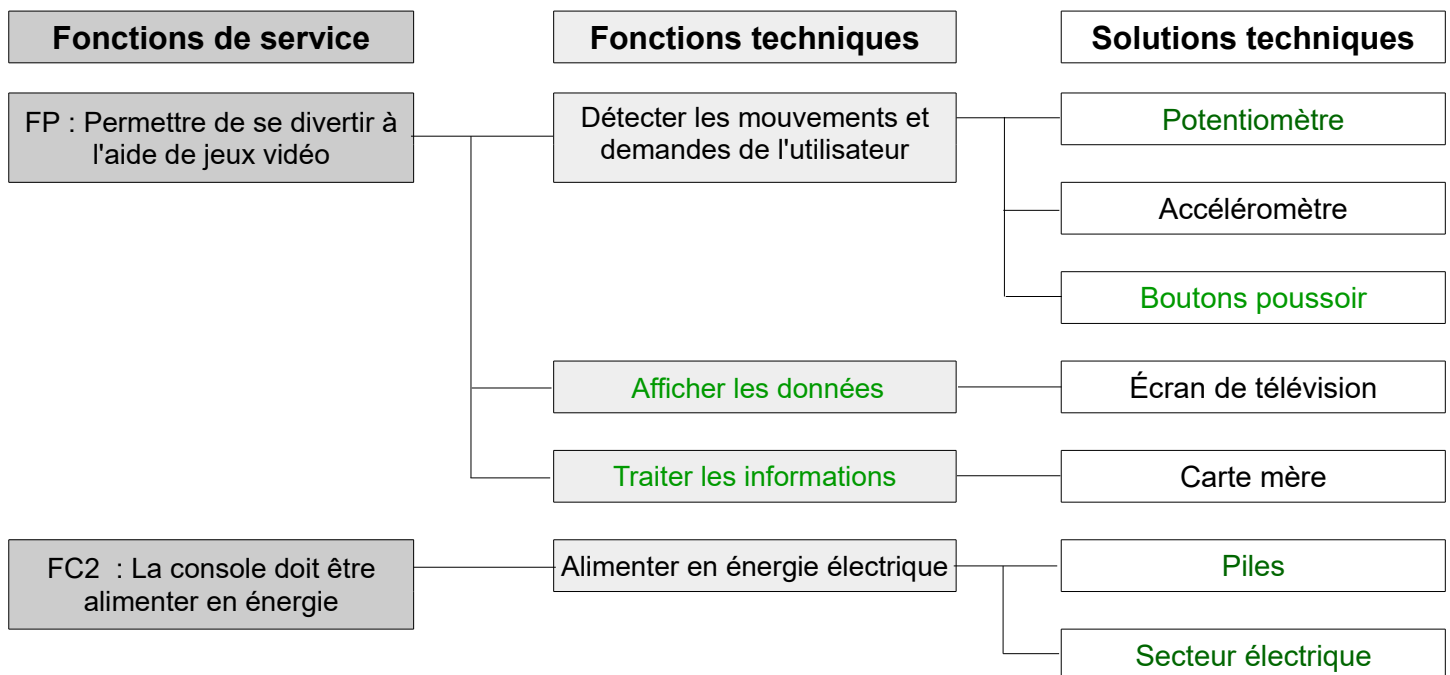 Fonctions de service
Fonctions techniques
Solutions techniques
FP : Permettre de se divertir à
l'aide de jeux vidéo
Détecter les mouvements et
demandes de l'utilisateur
Potentiomètre
Accéléromètre
Boutons poussoir
Afficher les données
Écran de télévision
Traiter les informations
Carte mère
FC2 : La console doit être
alimenter en énergie
Alimenter en énergie électrique
Piles
Secteur électrique